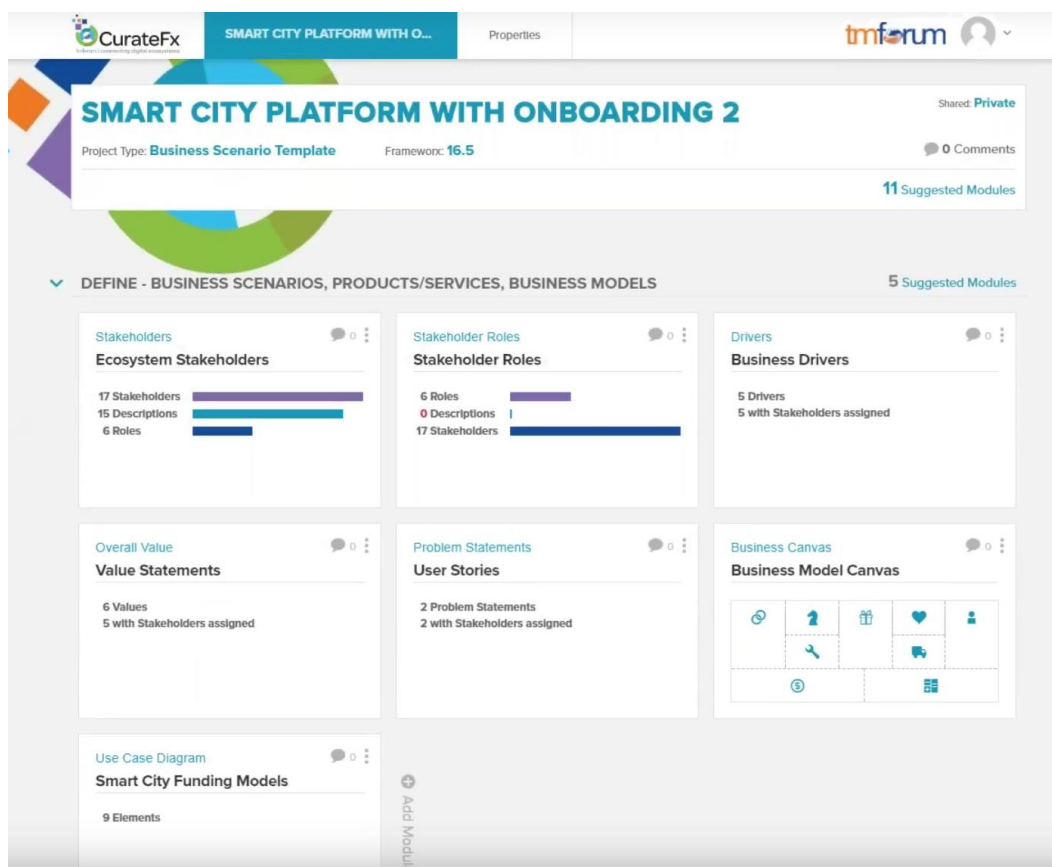 CurateFx
SMART CITY PLATFORM WITH O...
Properties
tmforum
SMART CITY PLATFORM WITH ONBOARDING 2
Shared: Private
Project Type: Business Scenario Template
Frameworx: 16.5
0 Comments
11 Suggested Modules
DEFINE - BUSINESS SCENARIOS, PRODUCTS/SERVICES, BUSINESS MODELS
5 Suggested Modules
Stakeholders
0
Ecosystem Stakeholders
17 Stakeholders
15 Descriptions
6 Roles
Stakeholder Roles
0
Stakeholder Roles
6 Roles
0 Descriptions
17 Stakeholders
Drivers
0
Business Drivers
5 Drivers
5 with Stakeholders assigned
Overall Value
0
Value Statements
6 Values
5 with Stakeholders assigned
Problem Statements
0
User Stories
2 Problem Statements
2 with Stakeholders assigned
Business Canvas
0
Business Model Canvas
Use Case Diagram
0
Smart City Funding Models
9 Elements
Add Modul